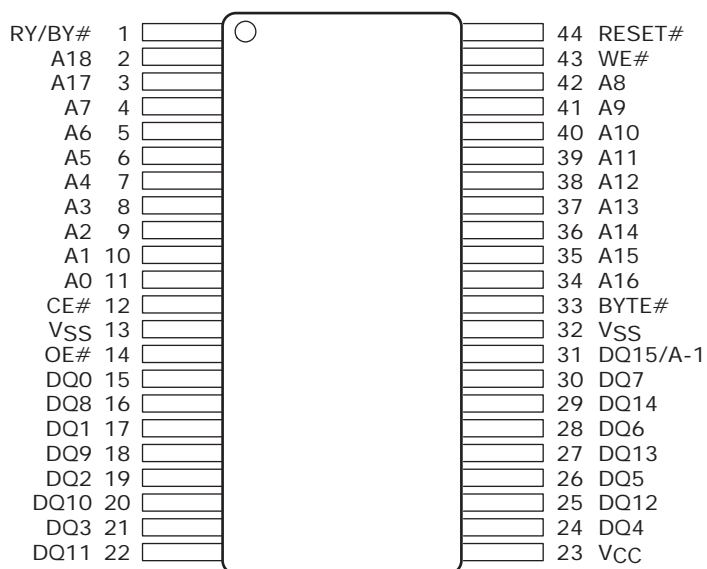 RY/BY# 1 44 RESET#
A18 2 43 WE#
A17 3 42 A8
A7 4 41 A9
A6 5 40 A10
A5 6 39 A11
A4 7 38 A12
A3 8 37 A13
A2 9 36 A14
A1 10 35 A15
A0 11 34 A16
CE# 12 33 BYTE#
VSS 13 32 VSS
OE# 14 31 DQ15/A-1
DQ0 15 30 DQ7
DQ8 16 29 DQ14
DQ1 17 28 DQ6
DQ9 18 27 DQ13
DQ2 19 26 DQ5
DQ10 20 25 DQ12
DQ3 21 24 DQ4
DQ11 22 23 VCC